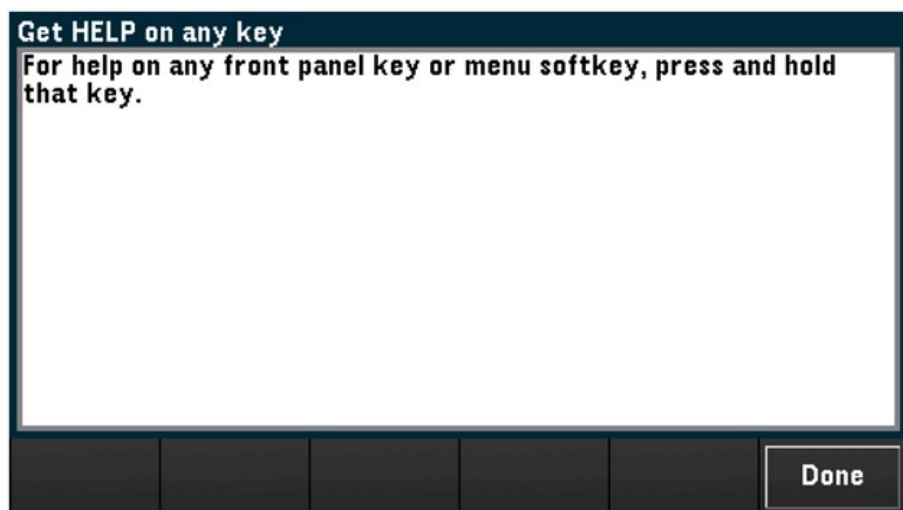 Get HELP on any key
For help on any front panel key or menu softkey, press and hold
that key.
Done